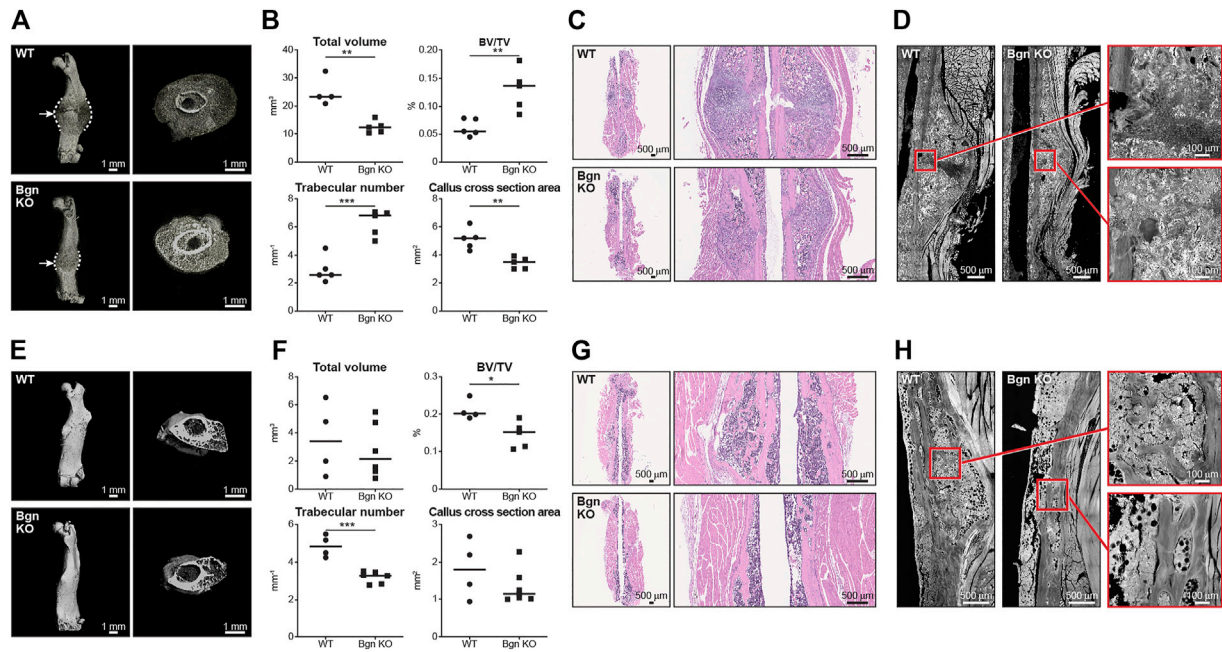 A
WT
1 mm
1 mm
Bgn
KO
1 mm
1 mm
B
Total volume
**
mm³
40
30
20
10
0
WT
Bgn KO
BV/TV
**
%
0.20
0.15
0.10
0.05
0.00
WT
Bgn KO
Trabecular number
***
mm⁻¹
8
6
4
2
0
WT
Bgn KO
Callus cross section area
**
mm²
8
6
4
2
0
WT
Bgn KO
C
WT
500 µm
500 µm
Bgn
KO
500 µm
500 µm
D
WT
500 µm
Bgn KO
500 µm
100 µm
100 µm
E
WT
1 mm
1 mm
Bgn
KO
1 mm
1 mm
F
Total volume
mm³
8
6
4
2
0
WT
Bgn KO
BV/TV
*
%
0.3
0.2
0.1
0.0
WT
Bgn KO
Trabecular number
***
mm⁻¹
6
4
2
0
WT
Bgn KO
Callus cross section area
mm²
3
2
1
0
WT
Bgn KO
G
WT
500 µm
500 µm
Bgn
KO
500 µm
500 µm
H
WT
500 µm
Bgn KO
500 µm
100 µm
100 µm